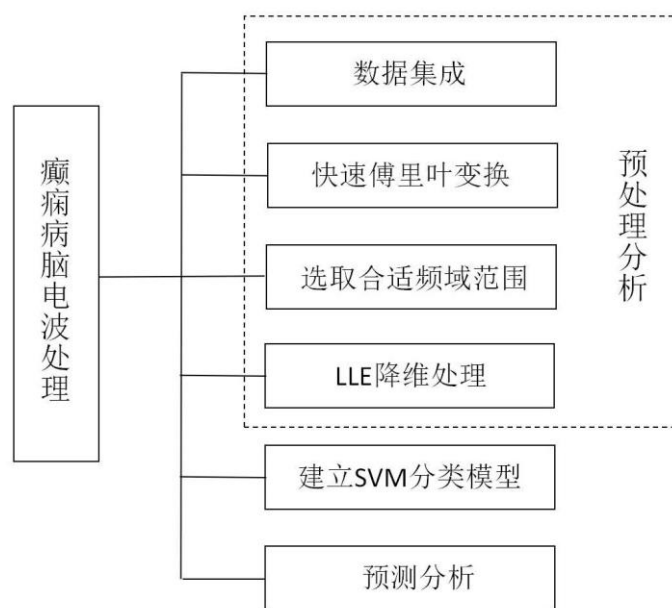 癫痫病脑电波处理
数据集成
快速傅里叶变换
选取合适频域范围
LLE降维处理
预处理分析
建立SVM分类模型
预测分析